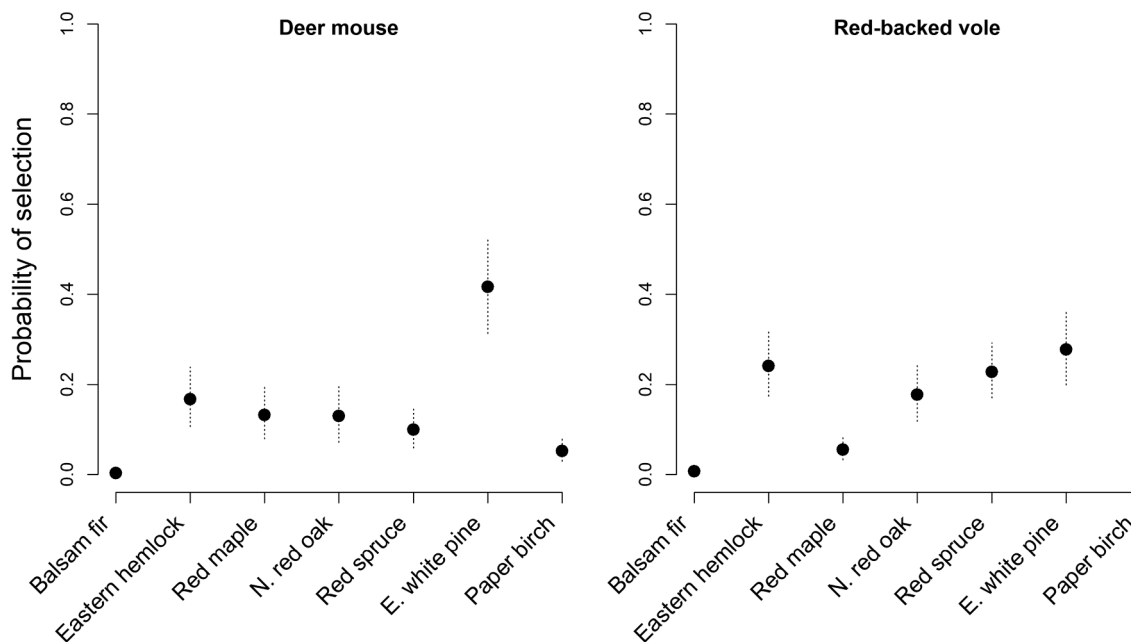 Deer mouse
Red-backed vole
Probability of selection
1.0
0.8
0.6
0.4
0.2
0.0
1.0
0.8
0.6
0.4
0.2
0.0
Balsam fir
Eastern hemlock
Red maple
N. red oak
Red spruce
E. white pine
Paper birch
Balsam fir
Eastern hemlock
Red maple
N. red oak
Red spruce
E. white pine
Paper birch